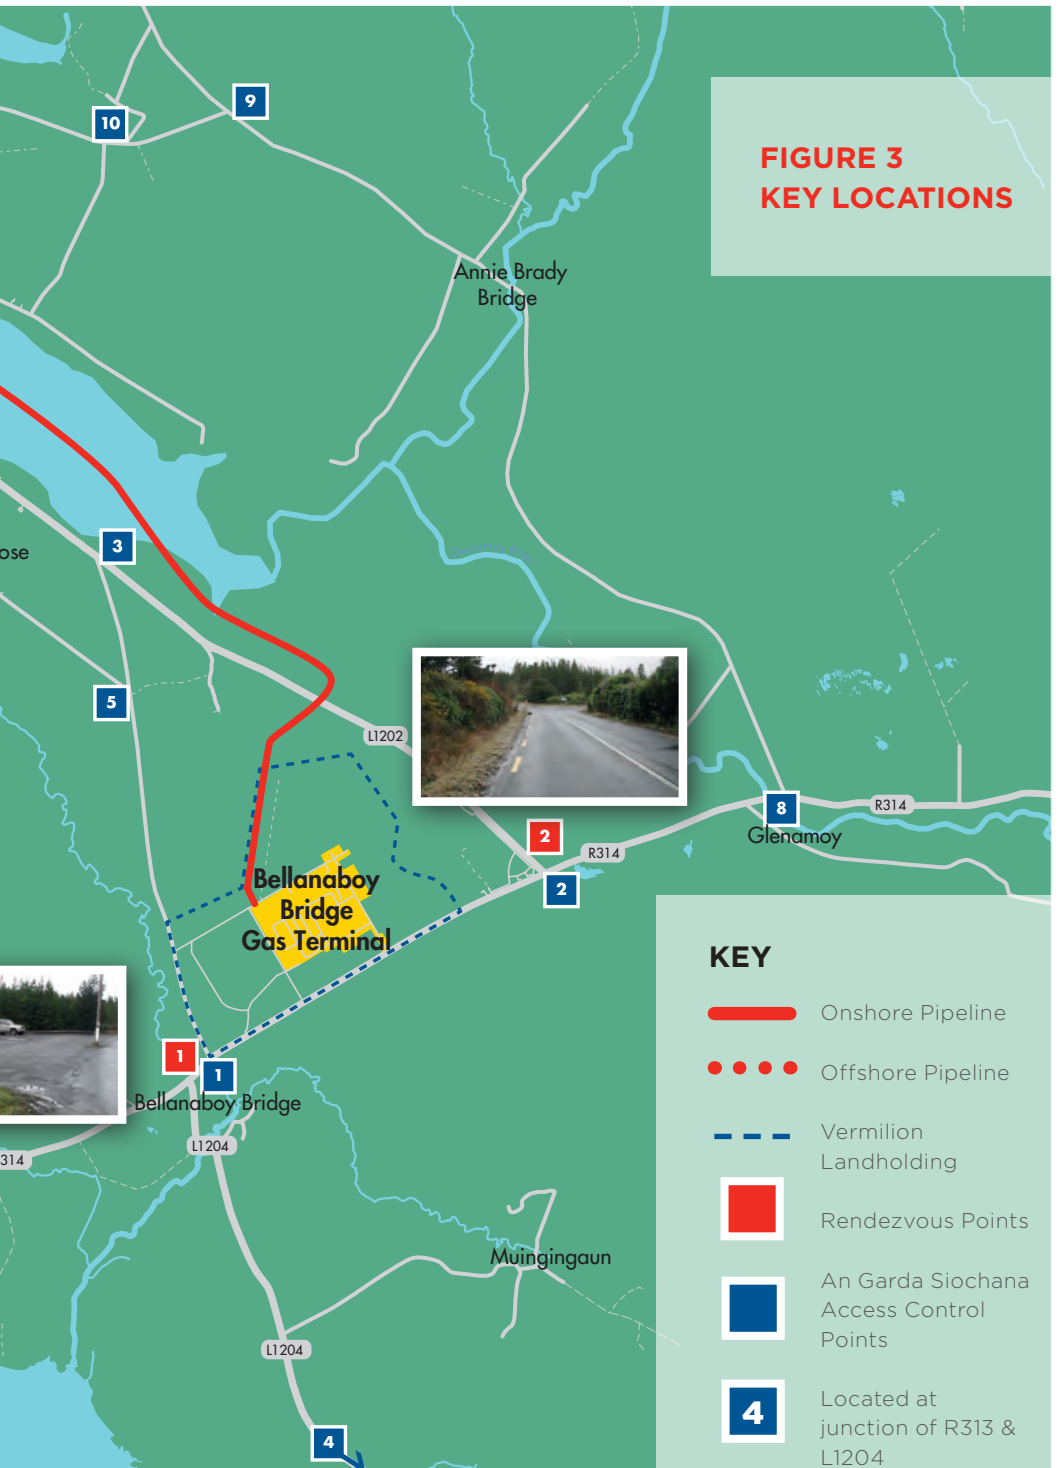 9
10
FIGURE 3
KEY LOCATIONS
Annie Brady
Bridge
3
ose
5
L1202
8
R314
Glenamoy
2
R314
2
Bellanaboy
Bridge
Gas Terminal
KEY
Onshore Pipeline
Offshore Pipeline
Vermilion
Landholding
Rendezvous Points
An Garda Siochana
Access Control
Points
4
Located at
junction of R313 &
L1204
1
1
Bellanaboy Bridge
L1204
314
Muingingaun
L1204
4